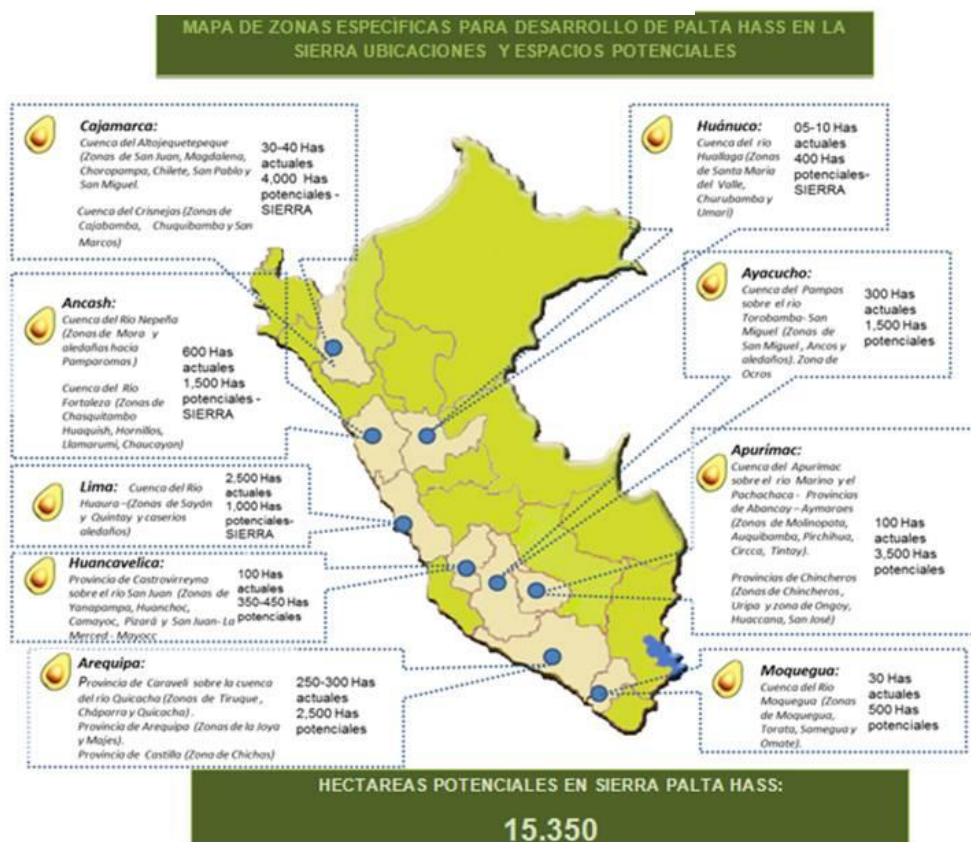 MAPA DE ZONAS ESPECÍFICAS PARA DESARROLLO DE PALTA HASS EN LA
SIERRA UBICACIONES Y ESPACIOS POTENCIALES
Cajamarca:
Cuenca del Altojequetepeque
(Zonas de San Juan, Magdalena,
Choropampa, Chilete, San Pablo y
San Miguel.
Cuenca del Crisnejas (Zonas de
Cajabamba, Chuquibamba y San
Marcos)
30-40 Has
actuales
4,000 Has
potenciales -
SIERRA
Huánuco:
Cuenca del río
Huallaga (Zonas
de Santa María
del Valle,
Churubamba y
Umari)
05-10 Has
actuales
400 Has
potenciales-
SIERRA
Ancash:
Cuenca del Río Nepeña
(Zonas de Mora y
aledañas hacia
Pamparomas )
Cuenca del Río
Fortaleza (Zonas de
Chasquitambo
Huaquish, Hornillos,
Llamarumi, Chaucayan)
600 Has
actuales
1,500 Has
potenciales -
SIERRA
Ayacucho:
Cuenca del Pampas
sobre el río
Torobamba- San
Miguel (Zonas de
San Miguel , Ancos y
aledaños). Zona de
Ocros
300 Has
actuales
1,500 Has
potenciales
Lima: Cuenca del Río
Huaura –(Zonas de Sayón
y Quintay y caserios
aledaños)
2,500 Has
actuales
1,000 Has
potenciales-
SIERRA
Apurímac:
Cuenca del Apurimac
sobre el río Marino y el
Pachachaca - Provincias
de Abancay – Aymaraes
(Zonas de Molinopata,
Auquibamba, Pirchihua,
Circca, Tintay).
Provincias de Chincheros
(Zonas de Chincheros ,
Uripa y zona de Ongoy,
Huaccana, San José)
100 Has
actuales
3,500 Has
potenciales
Huancavelica:
Provincia de Castrovirreyna
sobre el río San Juan (Zonas de
Yanapampa, Huanchoc,
Camayoc, Pizará y San Juan- La
Merced - Mayocc
100 Has
actuales
350-450 Has
potenciales
Arequipa:
Provincia de Caraveli sobre la cuenca
del río Quicacha (Zonas de Tiruque ,
Cháparra y Quicacha) .
Provincia de Arequipa (Zonas de la Joya
y Majes).
Provincia de Castilla (Zona de Chichas)
250-300 Has
actuales
2,500 Has
potenciales
Moquegua:
Cuenca del Río
Moquegua (Zonas
de Moquegua,
Torata, Samegua y
Omate).
30 Has
actuales
500 Has
potenciales
HECTAREAS POTENCIALES EN SIERRA PALTA HASS:
15.350